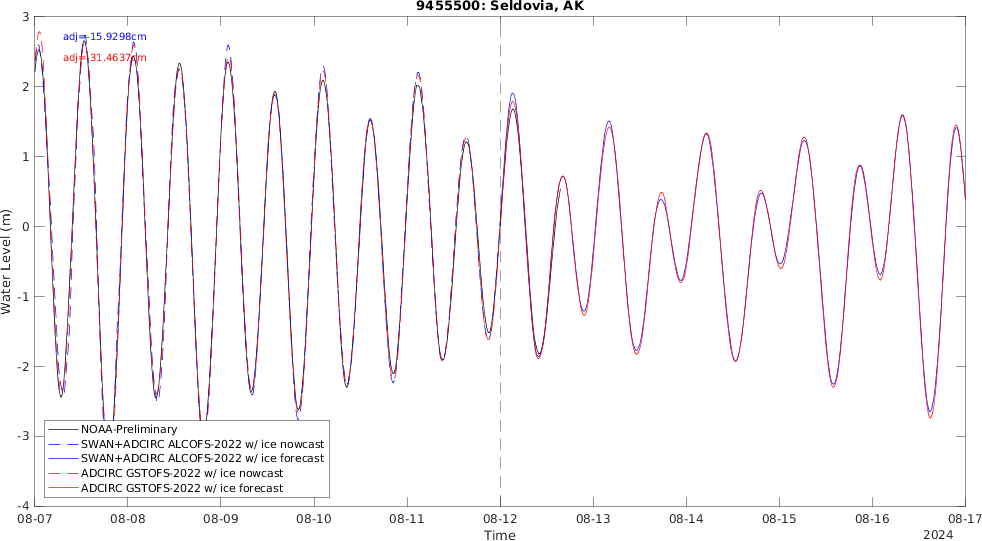 9455500: Seldovia, AK
adj=-15.9298cm
adj=-31.4637cm
Water Level (m)
3
2
1
0
-1
-2
-3
-4
NOAA-Preliminary
SWAN+ADCIRC ALCOFS-2022 w/ ice nowcast
SWAN+ADCIRC ALCOFS-2022 w/ ice forecast
ADCIRC GSTOFS-2022 w/ ice nowcast
ADCIRC GSTOFS-2022 w/ ice forecast
08-07 08-08 08-09 08-10 08-11 08-12 08-13 08-14 08-15 08-16 08-17
Time
2024